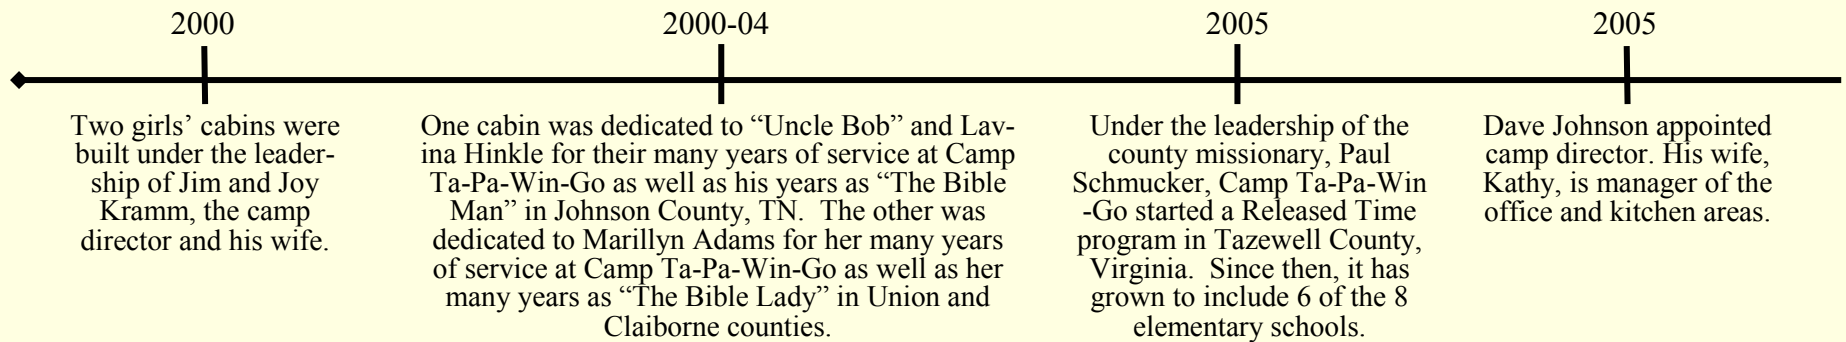 2000
Two girls’ cabins were
built under the leader-
ship of Jim and Joy
Kramm, the camp
director and his wife.
2000-04
One cabin was dedicated to “Uncle Bob” and Lav-
ina Hinkle for their many years of service at Camp
Ta-Pa-Win-Go as well as his years as “The Bible
Man” in Johnson County, TN.  The other was
dedicated to Marillyn Adams for her many years
of service at Camp Ta-Pa-Win-Go as well as her
many years as “The Bible Lady” in Union and
Claiborne counties.
2005
Under the leadership of the
county missionary, Paul
Schmucker, Camp Ta-Pa-Win
-Go started a Released Time
program in Tazewell County,
Virginia.  Since then, it has
grown to include 6 of the 8
elementary schools.
2005
Dave Johnson appointed
camp director. His wife,
Kathy, is manager of the
office and kitchen areas.